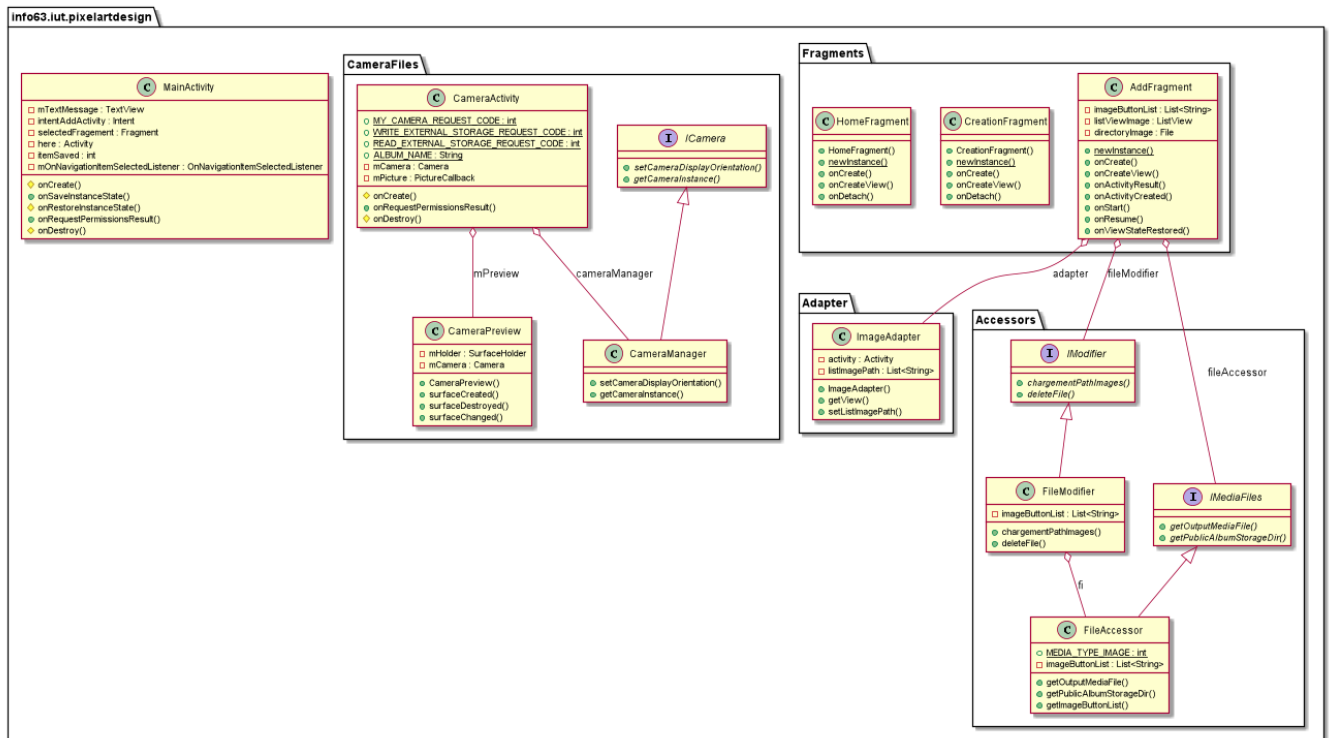 info63.iut.pixelartdesign
C MainActivity
mTextMessage : TextView
intentAddActivity : Intent
selectedFragement : Fragment
here : Activity
itemSaved : int
mOnNavigationItemSelectedListener : OnNavigationItemSelectedListener
onCreate()
onSaveInstanceState()
onRestoreInstanceState()
onRequestPermissionsResult()
onDestroy()
CameraFiles
C CameraActivity
MY_CAMERA_REQUEST_CODE : int
WRITE_EXTERNAL_STORAGE_REQUEST_CODE : int
READ_EXTERNAL_STORAGE_REQUEST_CODE : int
ALBUM_NAME : String
mCamera : Camera
mPicture : PictureCallback
onCreate()
onRequestPermissionsResult()
onDestroy()
I ICamera
setCameraDisplayOrientation()
getCameraInstance()
mPreview
cameraManager
C CameraPreview
mHolder : SurfaceHolder
mCamera : Camera
CameraPreview()
surfaceCreated()
surfaceDestroyed()
surfaceChanged()
C CameraManager
setCameraDisplayOrientation()
getCameraInstance()
Fragments
C HomeFragment
HomeFragment()
newInstance()
onCreate()
onCreateView()
onDetach()
C CreationFragment
CreationFragment()
newInstance()
onCreate()
onCreateView()
onDetach()
C AddFragment
imageButtonList : List<String>
listViewImage : ListView
directoryImage : File
newInstance()
onCreate()
onCreateView()
onActivityResult()
onActivityCreated()
onStart()
onResume()
onViewStateRestored()
adapter
fileModifier
fileAccessor
Adapter
C ImageAdapter
activity : Activity
listImagePath : List<String>
ImageAdapter()
getView()
setListImagePath()
Accessors
I IModifier
chargementPathImages()
deleteFile()
C FileModifier
imageButtonList : List<String>
chargementPathImages()
deleteFile()
I IMediaFiles
getOutputMediaFile()
getPublicAlbumStorageDir()
fi
C FileAccessor
MEDIA_TYPE_IMAGE : int
imageButtonList : List<String>
getOutputMediaFile()
getPublicAlbumStorageDir()
getImageButtonList()